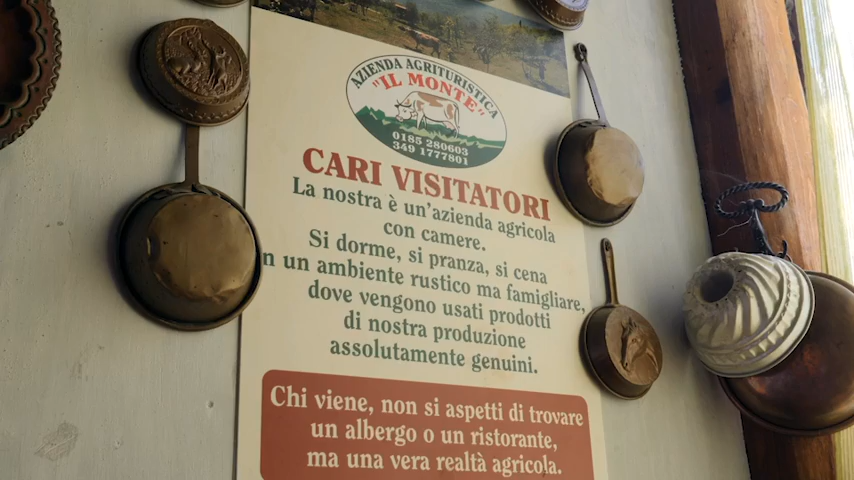 AZIENDA AGRITURISTICA
"IL MONTE"
0185 280603
349 1777801
CARI VISITATORI
La nostra è un'azienda agricola
con camere.
Si dorme, si pranza, si cena
n un ambiente rustico ma famigliare,
dove vengono usati prodotti
di nostra produzione
assolutamente genuini.
Chi viene, non si aspetti di trovare
un albergo o un ristorante,
ma una vera realtà agricola.